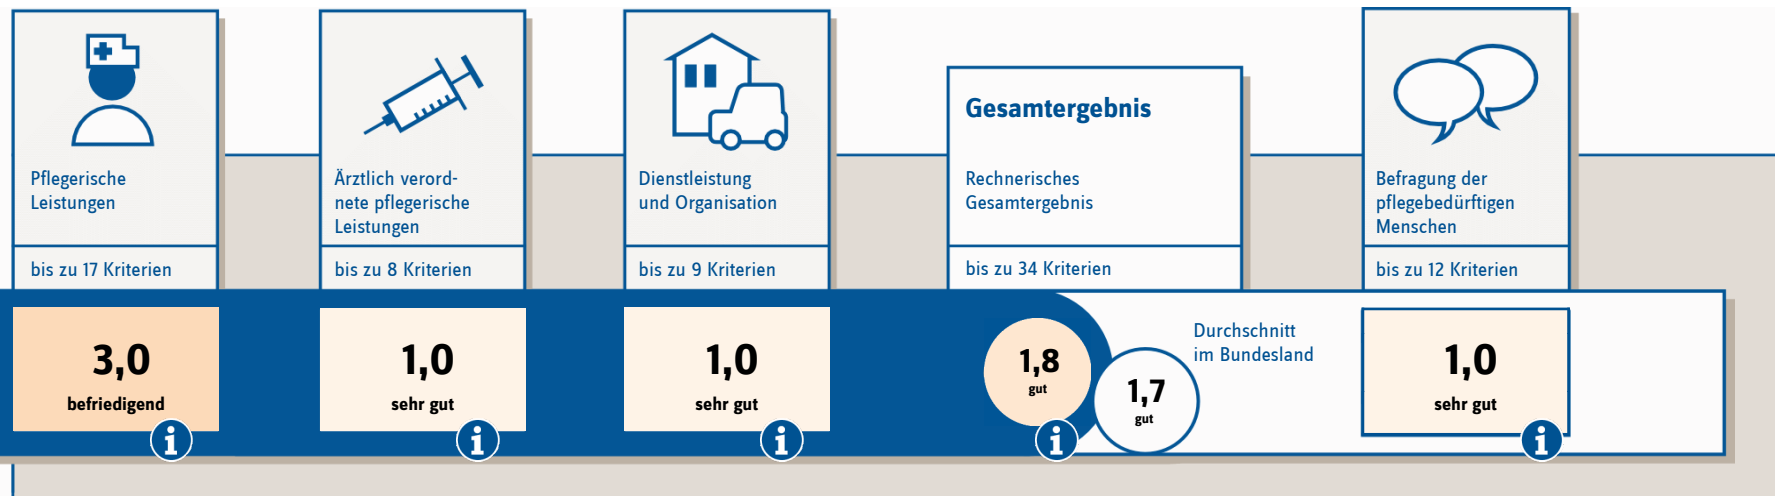 Pflegerische
Leistungen
bis zu 17 Kriterien
3,0
befriedigend
i
Ärztlich verord-
nete pflegerische
Leistungen
bis zu 8 Kriterien
1,0
sehr gut
i
Dienstleistung
und Organisation
bis zu 9 Kriterien
1,0
sehr gut
i
Gesamtergebnis
Rechnerisches
Gesamtergebnis
bis zu 34 Kriterien
1,8
gut
i
1,7
gut
Durchschnitt
im Bundesland
Befragung der
pflegebedürftigen
Menschen
bis zu 12 Kriterien
1,0
sehr gut
i